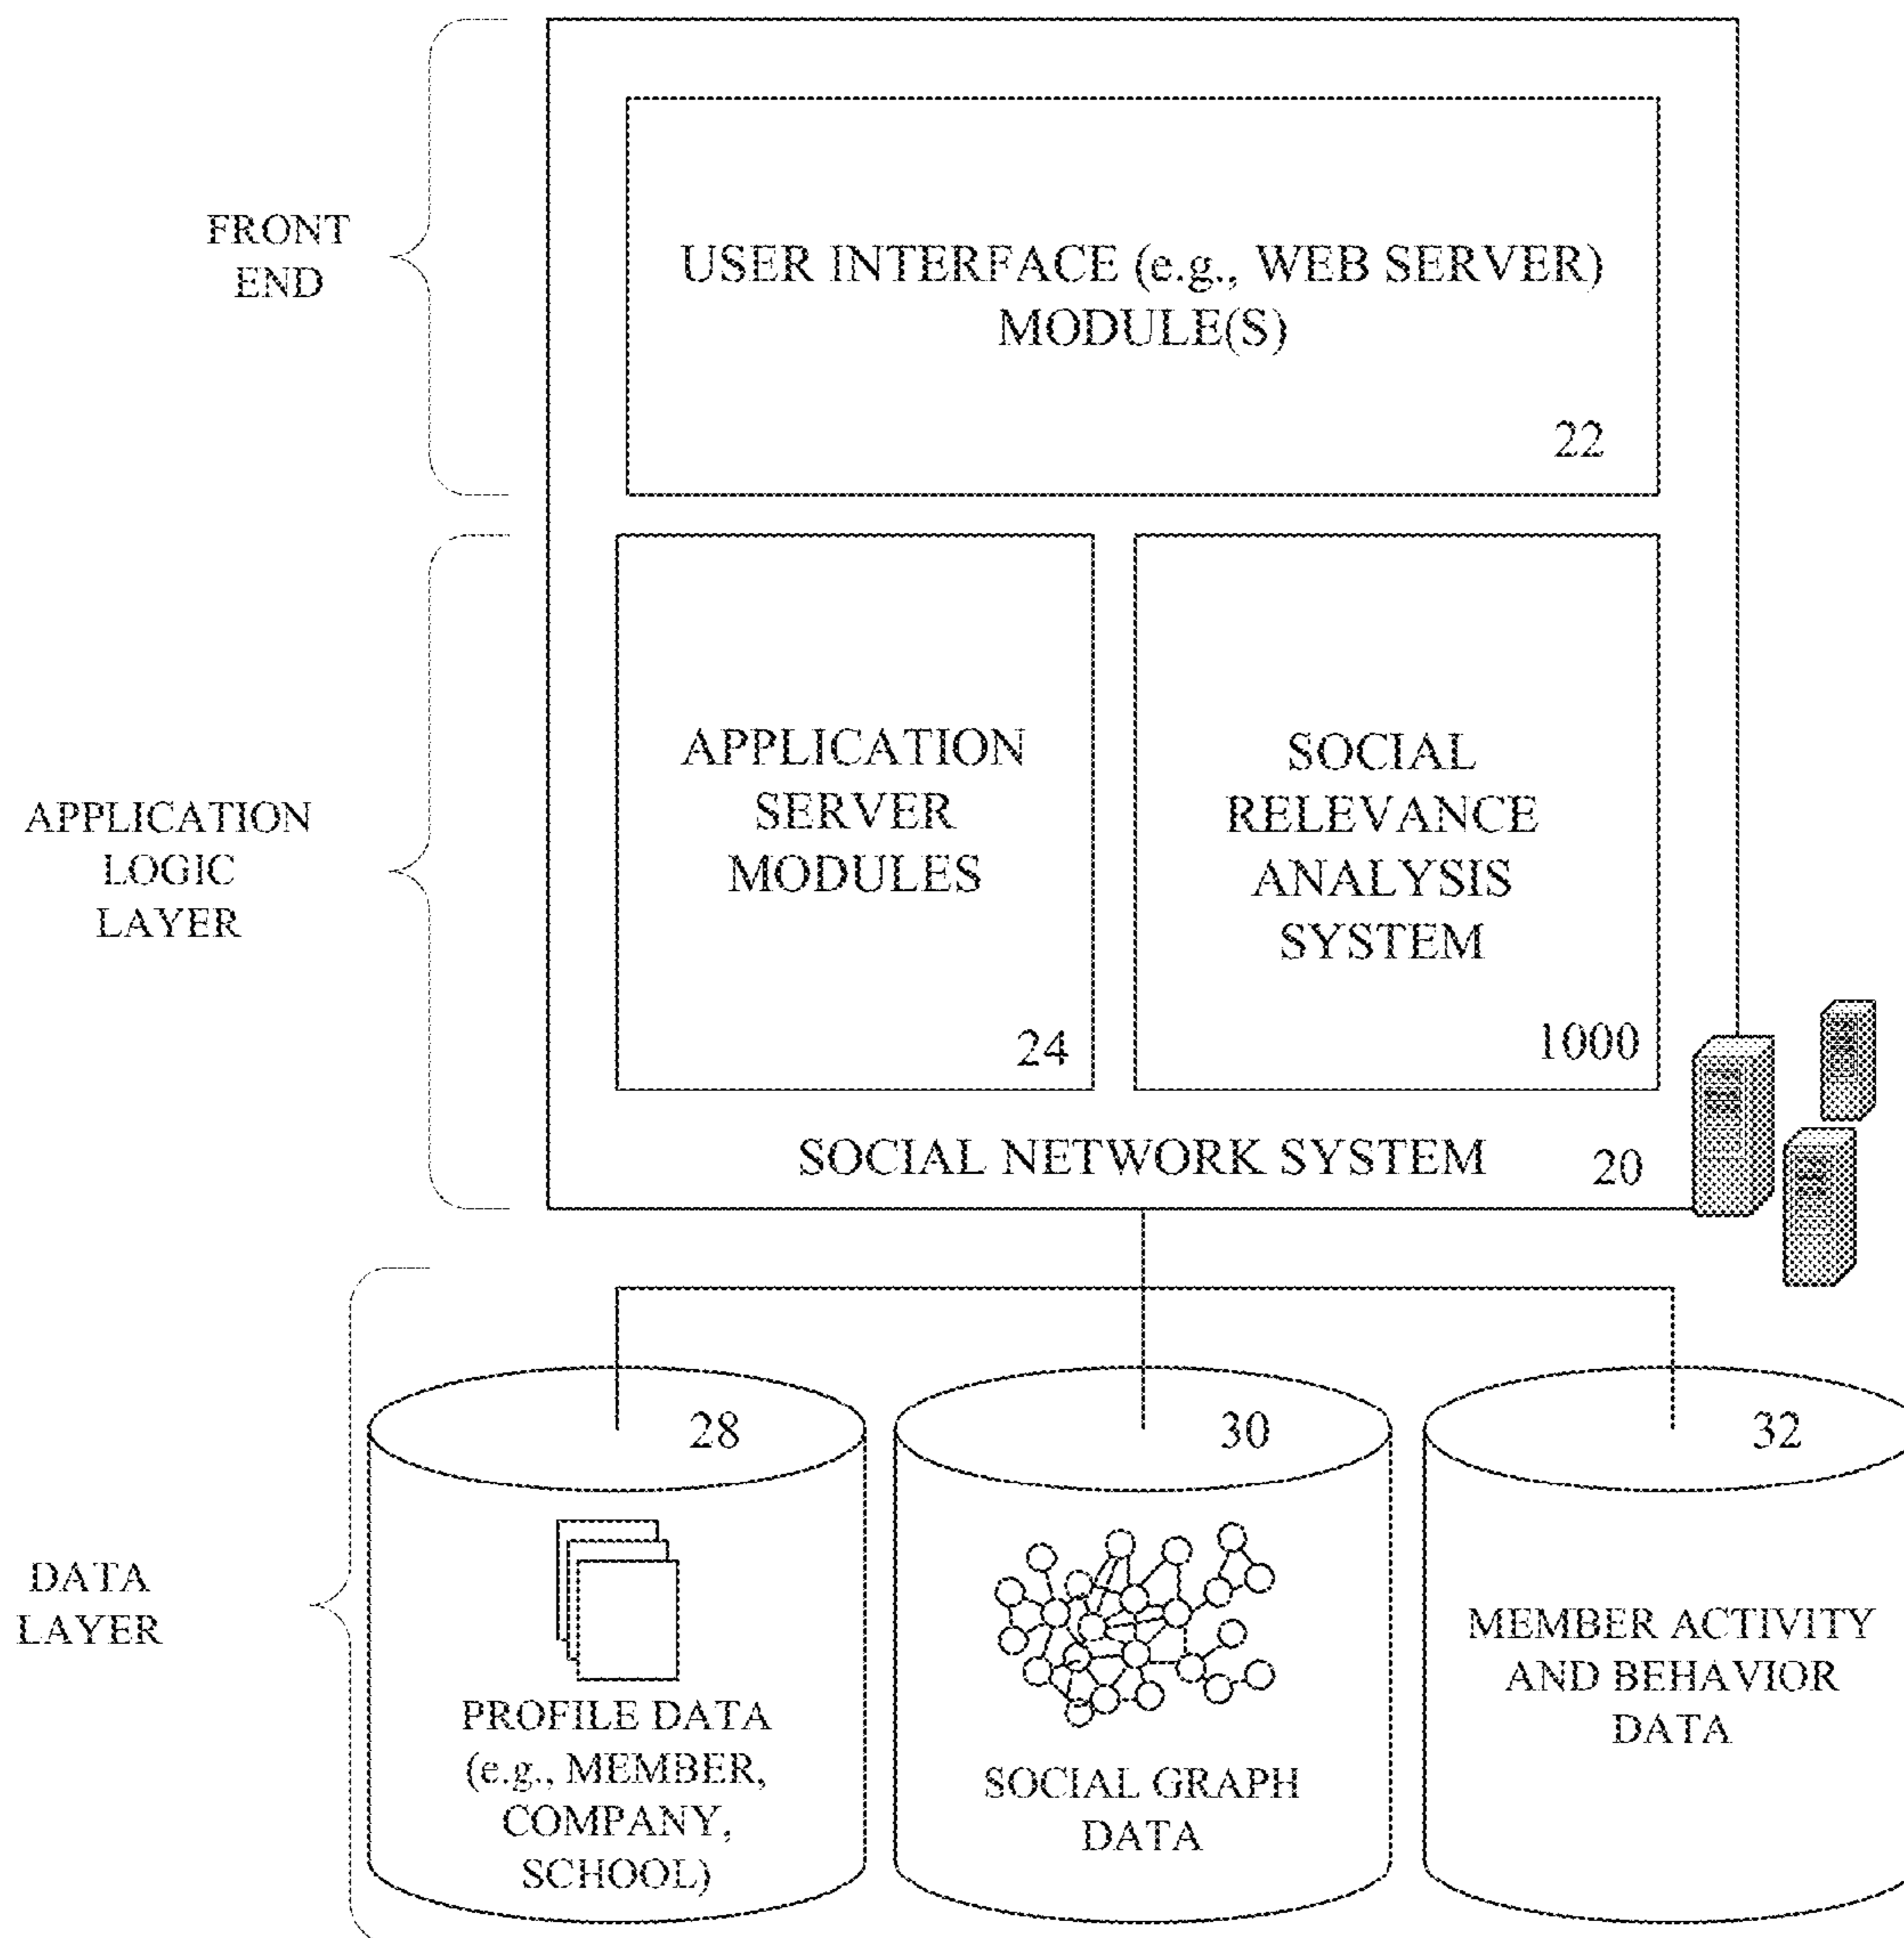 FRONT
END
USER INTERFACE (e.g., WEB SERVER)
MODULE(S)
22
APPLICATION
LOGIC
LAYER
APPLICATION
SERVER
MODULES
24
SOCIAL
RELEVANCE
ANALYSIS
SYSTEM
1000
SOCIAL NETWORK SYSTEM
20
DATA
LAYER
28
PROFILE DATA
(e.g., MEMBER,
COMPANY,
SCHOOL)
30
SOCIAL GRAPH
DATA
32
MEMBER ACTIVITY
AND BEHAVIOR
DATA